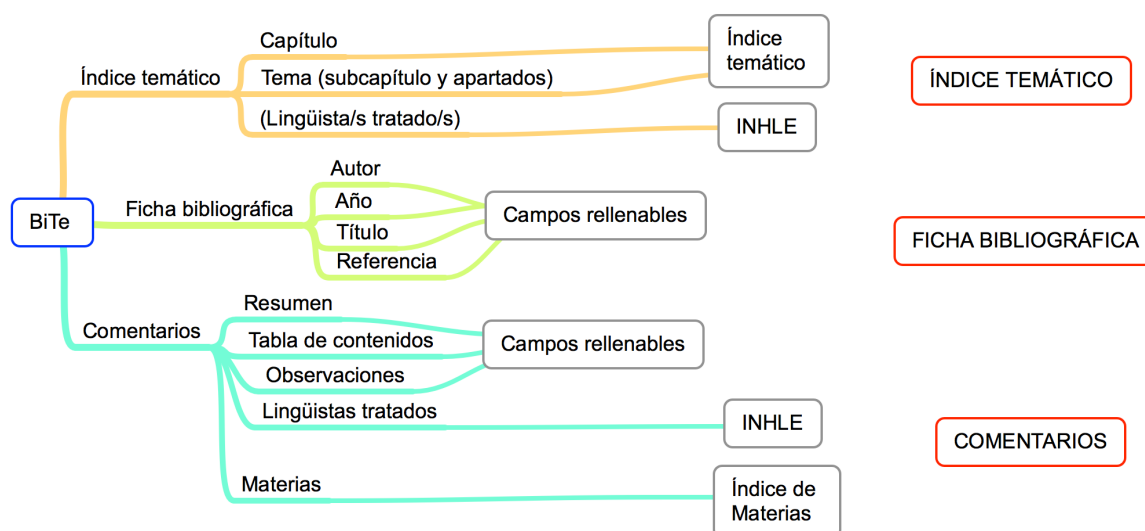 Capítulo
Índice
temático
Índice temático
Tema (subcapítulo y apartados)
ÍNDICE TEMÁTICO
(Lingüista/s tratado/s)
INHLE
Autor
Año
BiTe
Ficha bibliográfica
Campos rellenables
Título
FICHA BIBLIOGRÁFICA
Referencia
Resumen
Comentarios
Tabla de contenidos
Campos rellenables
Observaciones
Lingüistas tratados
INHLE
COMENTARIOS
Materias
Índice de
Materias